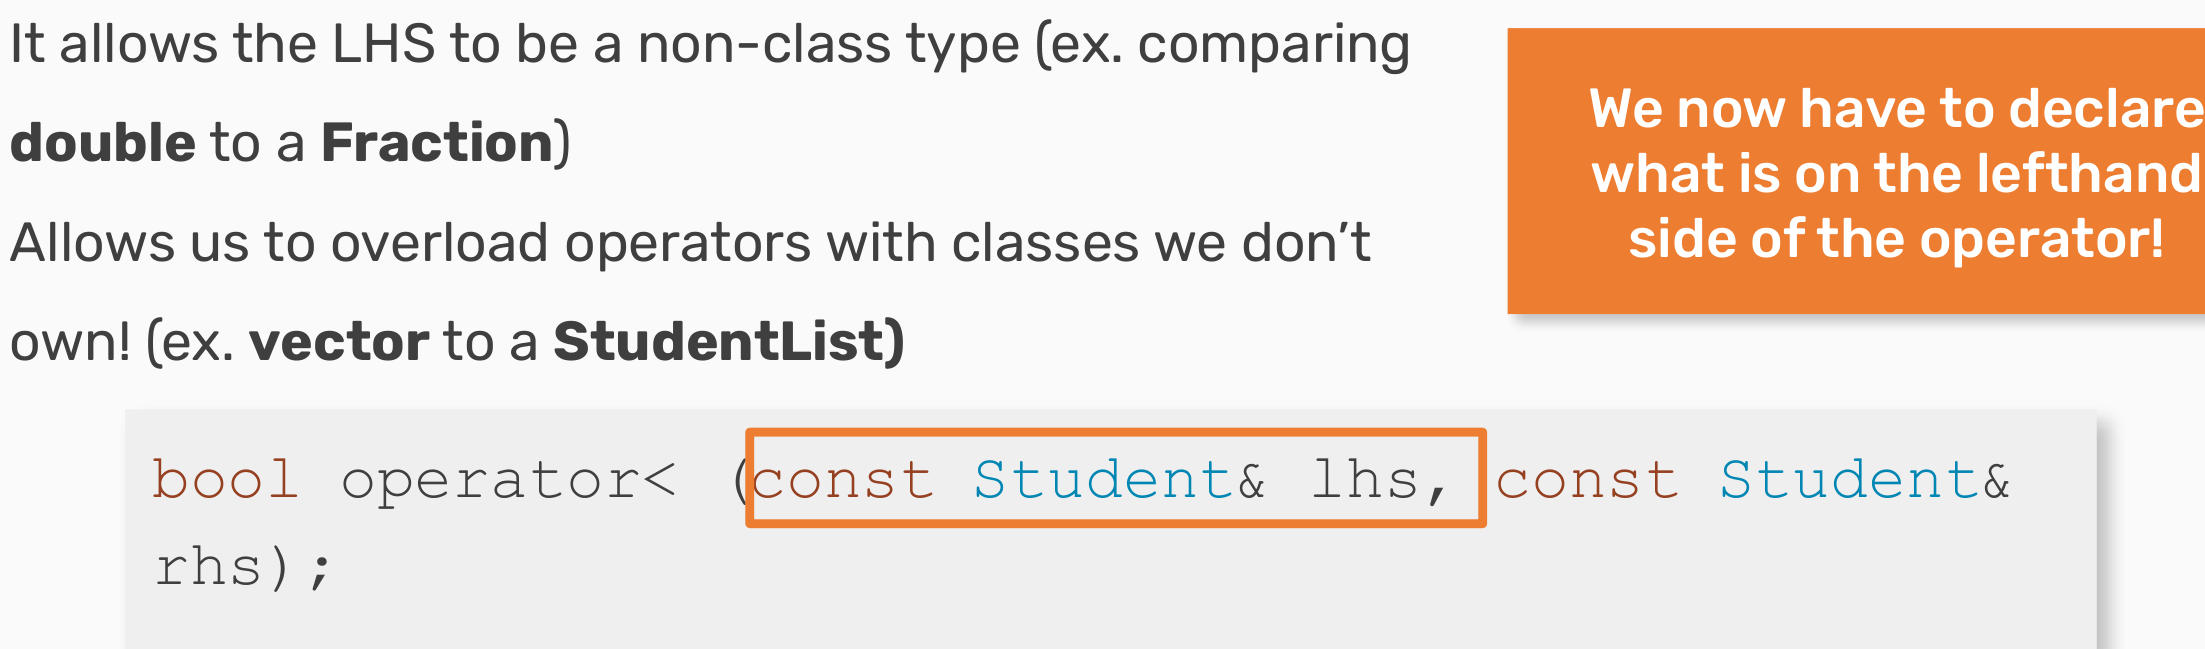 It allows the LHS to be a non-class type (ex. comparing
double to a Fraction)
Allows us to overload operators with classes we don’t
own! (ex. vector to a StudentList)
We now have to declare
what is on the lefthand
side of the operator!
bool operator< (const Student& lhs, const Student&
rhs);